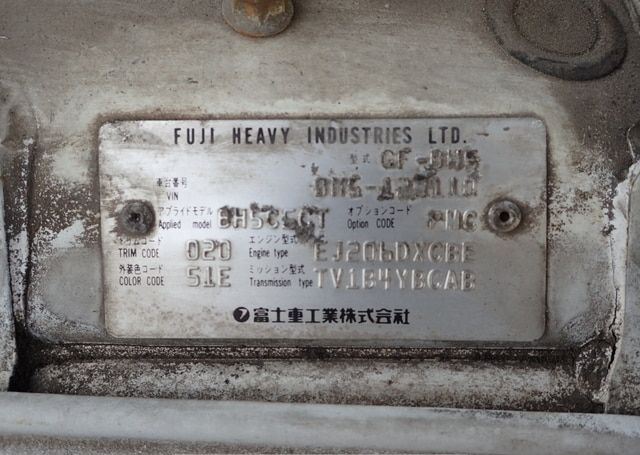 FUJI HEAVY INDUSTRIES LTD.
型式 GF-BH5
車台番号
VIN
アプライドモデル オプションコード
Applied model BH5C5GT Option CODE
トリムコード エンジン型式
TRIM CODE 020 Engine type
外装色コード ミッション型式
COLOR CODE 51E Transmission type TV1B4YBCAB
富士重工業株式会社